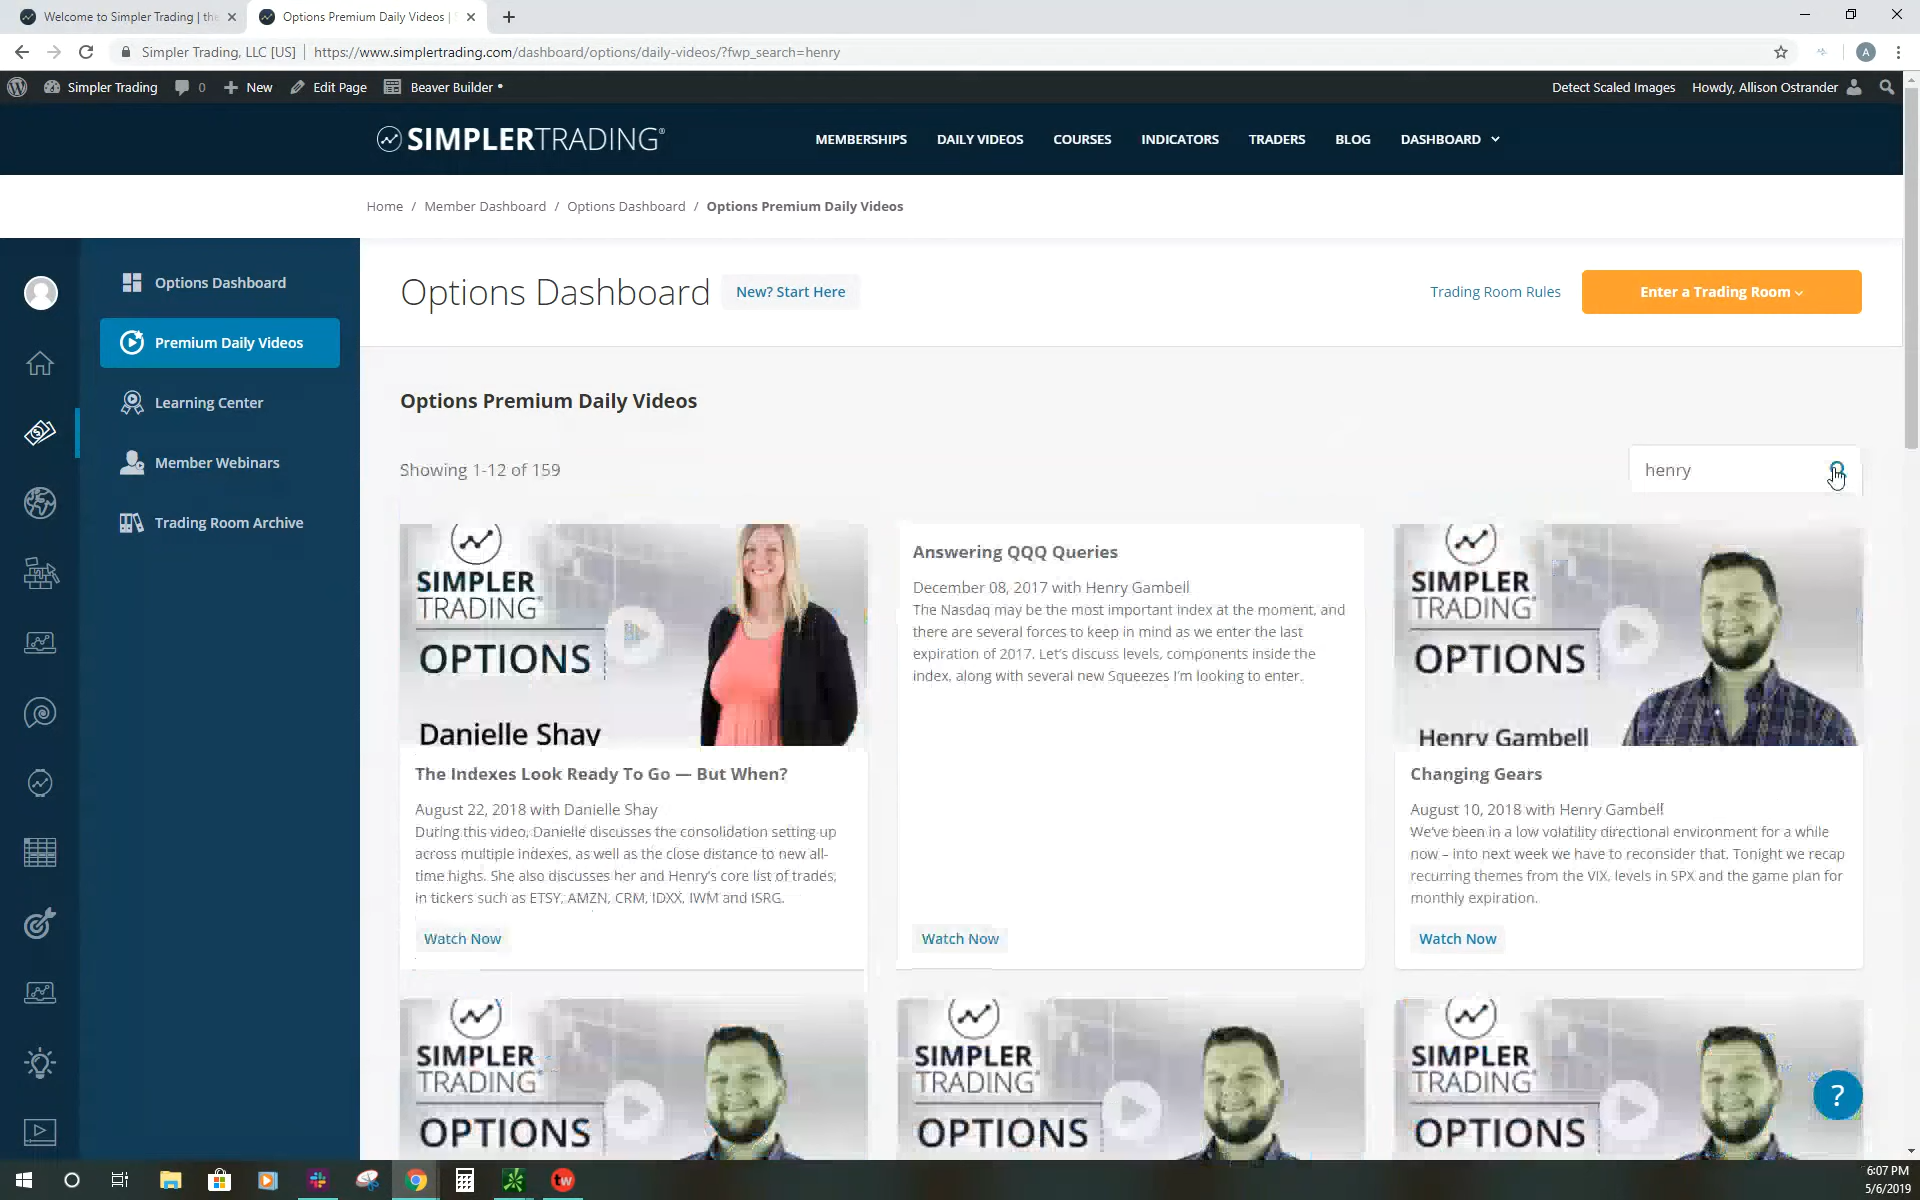 Welcome to Simpler Trading | the
Options Premium Daily Videos |
Simpler Trading, LLC [US] | https://www.simplertrading.com/dashboard/options/daily-videos/?fwp_search=henry
A
Simpler Trading 0 New Edit Page Beaver Builder • Detect Scaled Images Howdy, Allison Ostrander
SIMPLERTRADING® MEMBERSHIPS DAILY VIDEOS COURSES INDICATORS TRADERS BLOG DASHBOARD
Home / Member Dashboard / Options Dashboard / Options Premium Daily Videos
Options Dashboard
Premium Daily Videos
Learning Center
Member Webinars
Trading Room Archive
Options Dashboard New? Start Here Trading Room Rules Enter a Trading Room
Options Premium Daily Videos
Showing 1-12 of 159 henry
SIMPLER
TRADING®
OPTIONS
Danielle Shay
The Indexes Look Ready To Go — But When?
August 22, 2018 with Danielle Shay
During this video, Danielle discusses the consolidation setting up
across multiple indexes, as well as the close distance to new all-
time highs. She also discusses her and Henry's core list of trades,
in tickers such as ETSY, AMZN, CRM, IDXX, IWM and ISRG.
Watch Now
Answering QQQ Queries
December 08, 2017 with Henry Gambell
The Nasdaq may be the most important index at the moment, and
there are several forces to keep in mind as we enter the last
expiration of 2017. Let's discuss levels, components inside the
index, along with several new Squeezes I'm looking to enter.
Watch Now
SIMPLER
TRADING®
OPTIONS
Henry Gambell
Changing Gears
August 10, 2018 with Henry Gambell
We've been in a low volatility directional environment for a while
now – into next week we have to reconsider that. Tonight we recap
recurring themes from the VIX, levels in SPX and the game plan for
monthly expiration.
Watch Now
SIMPLER
TRADING®
OPTIONS
SIMPLER
TRADING®
OPTIONS
SIMPLER
TRADING®
OPTIONS
?
tw
6:07 PM
5/6/2019